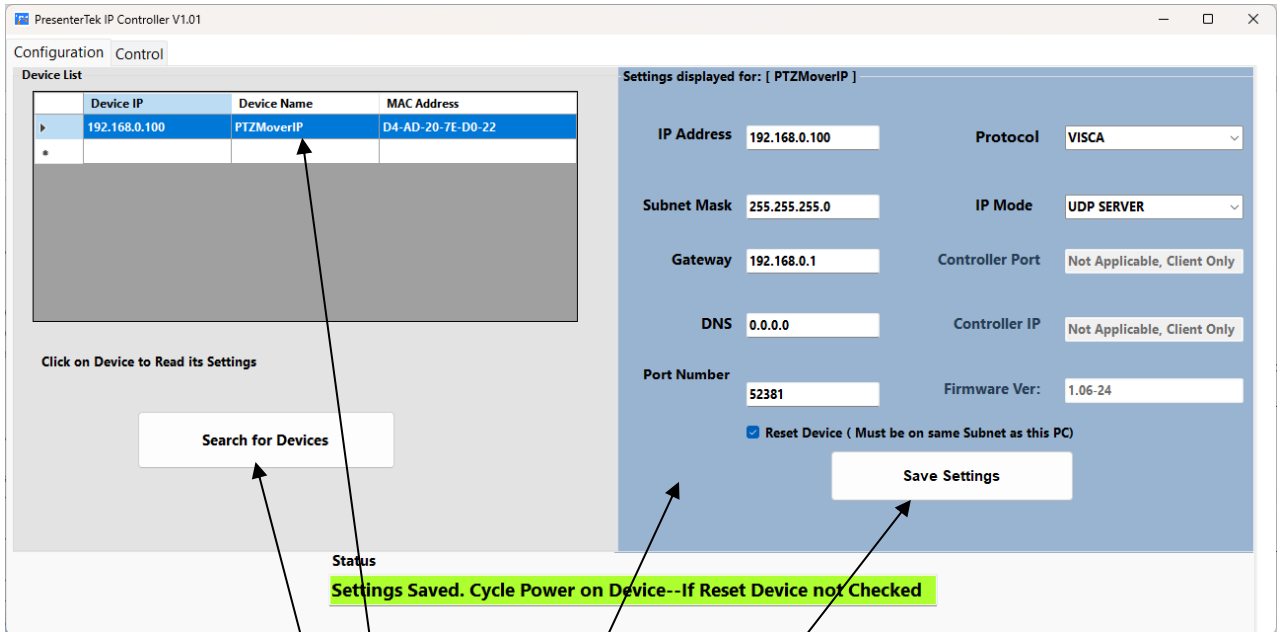 PresenterTek IP Controller V1.01
Configuration Control
Device List
Device IP Device Name MAC Address
192.168.0.100 PTZMoverIP D4-AD-20-7E-D0-22
Click on Device to Read its Settings
Search for Devices
Settings displayed for: [ PTZMoverIP ]
IP Address 192.168.0.100 Protocol VISCA
Subnet Mask 255.255.255.0 IP Mode UDP SERVER
Gateway 192.168.0.1 Controller Port Not Applicable, Client Only
DNS 0.0.0.0 Controller IP Not Applicable, Client Only
Port Number 52381 Firmware Ver: 1.06-24
Reset Device ( Must be on same Subnet as this PC)
Save Settings
Status
Settings Saved. Cycle Power on Device--If Reset Device not Checked